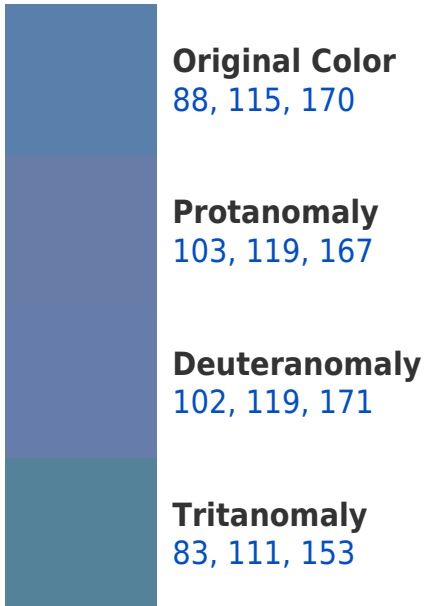 Original Color
88, 115, 170
Protanomaly
103, 119, 167
Deuteranomaly
102, 119, 171
Tritanomaly
83, 111, 153